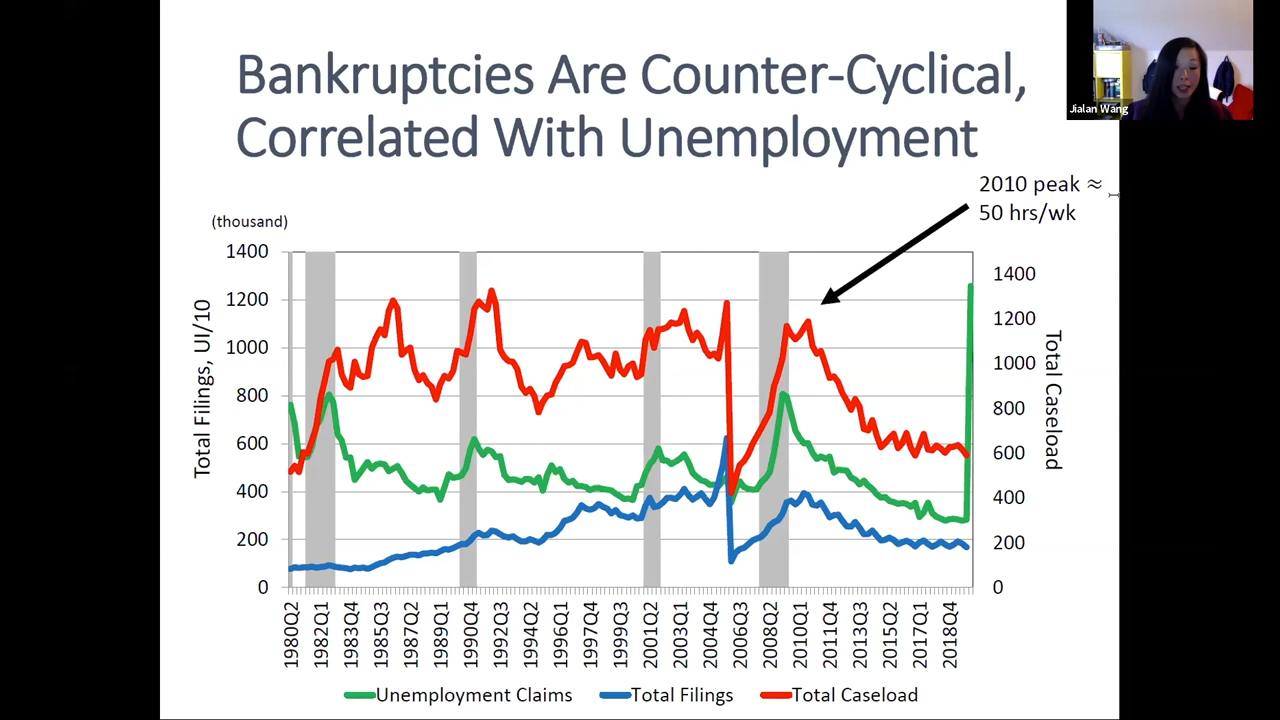 Bankruptcies Are Counter-Cyclical,
Correlated With Unemployment
Jialan Wang
2010 peak ≈
50 hrs/wk
(thousand)
Total Filings, UI/10
1400
1200
1000
800
600
400
200
0
1400
1200
1000
800
600
400
200
0
Total Caseload
1980Q2
1982Q1
1983Q4
1985Q3
1987Q2
1989Q1
1990Q4
1992Q3
1994Q2
1996Q1
1997Q4
1999Q3
2001Q2
2003Q1
2004Q4
2006Q3
2008Q2
2010Q1
2011Q4
2013Q3
2015Q2
2017Q1
2018Q4
Unemployment Claims
Total Filings
Total Caseload